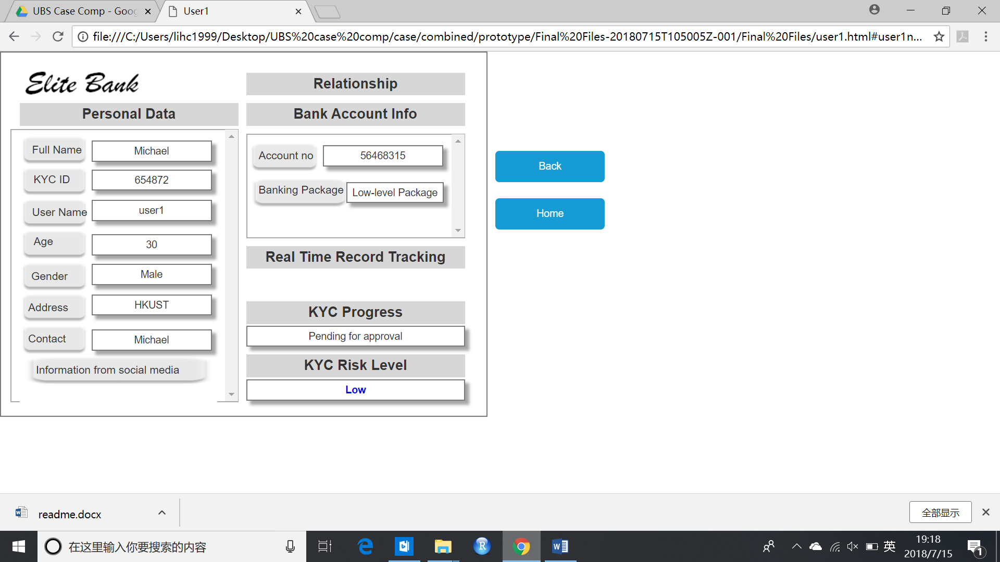 UBS Case Comp - Goo
User1
file:///C:/Users/lihc1999/Desktop/UBS%20case%20comp/case/combined/prototype/Final%20Files-20180715T105005Z-001/Final%20Files/user1.html#user1n...
Elite Bank
Personal Data
Full Name
Michael
KYC ID
654872
User Name
user1
Age
30
Gender
Male
Address
HKUST
Contact
Michael
Information from social media
Relationship
Bank Account Info
Account no
56468315
Banking Package
Low-level Package
Real Time Record Tracking
KYC Progress
Pending for approval
KYC Risk Level
Low
Back
Home
readme.docx
全部显示
在这里输入你要搜索的内容
英
19:18
2018/7/15
1